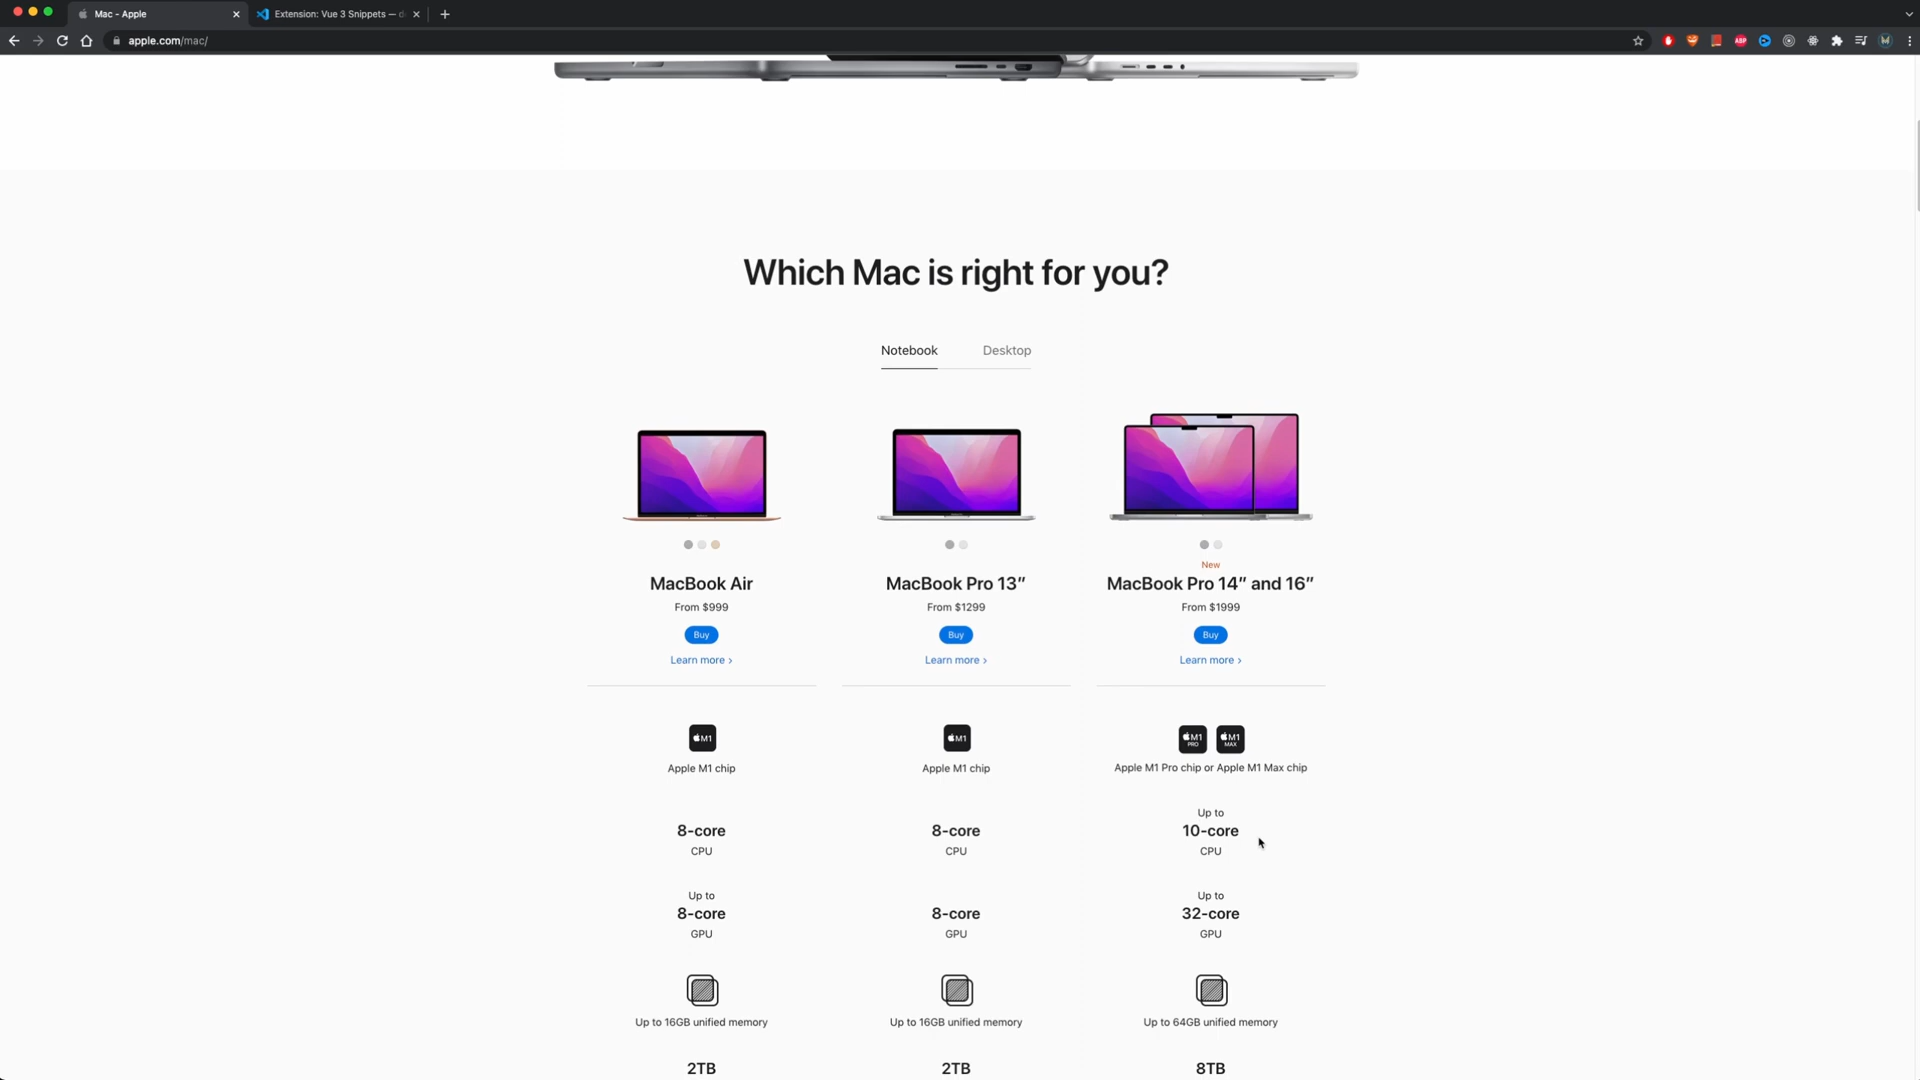 Mac - Apple
Extension: Vue 3 Snippets —
apple.com/mac/
ABP
Which Mac is right for you?
Notebook Desktop
New
MacBook Air MacBook Pro 13” MacBook Pro 14” and 16”
From $999 From $1299 From $1999
Buy Buy Buy
Learn more › Learn more › Learn more ›
M1 M1 M1 PRO M1 MAX
Apple M1 chip Apple M1 chip Apple M1 Pro chip or Apple M1 Max chip
Up to
8-core 8-core 10-core
CPU CPU CPU
Up to Up to
8-core 8-core 32-core
GPU GPU GPU
Up to 16GB unified memory Up to 16GB unified memory Up to 64GB unified memory
2TB 2TB 8TB